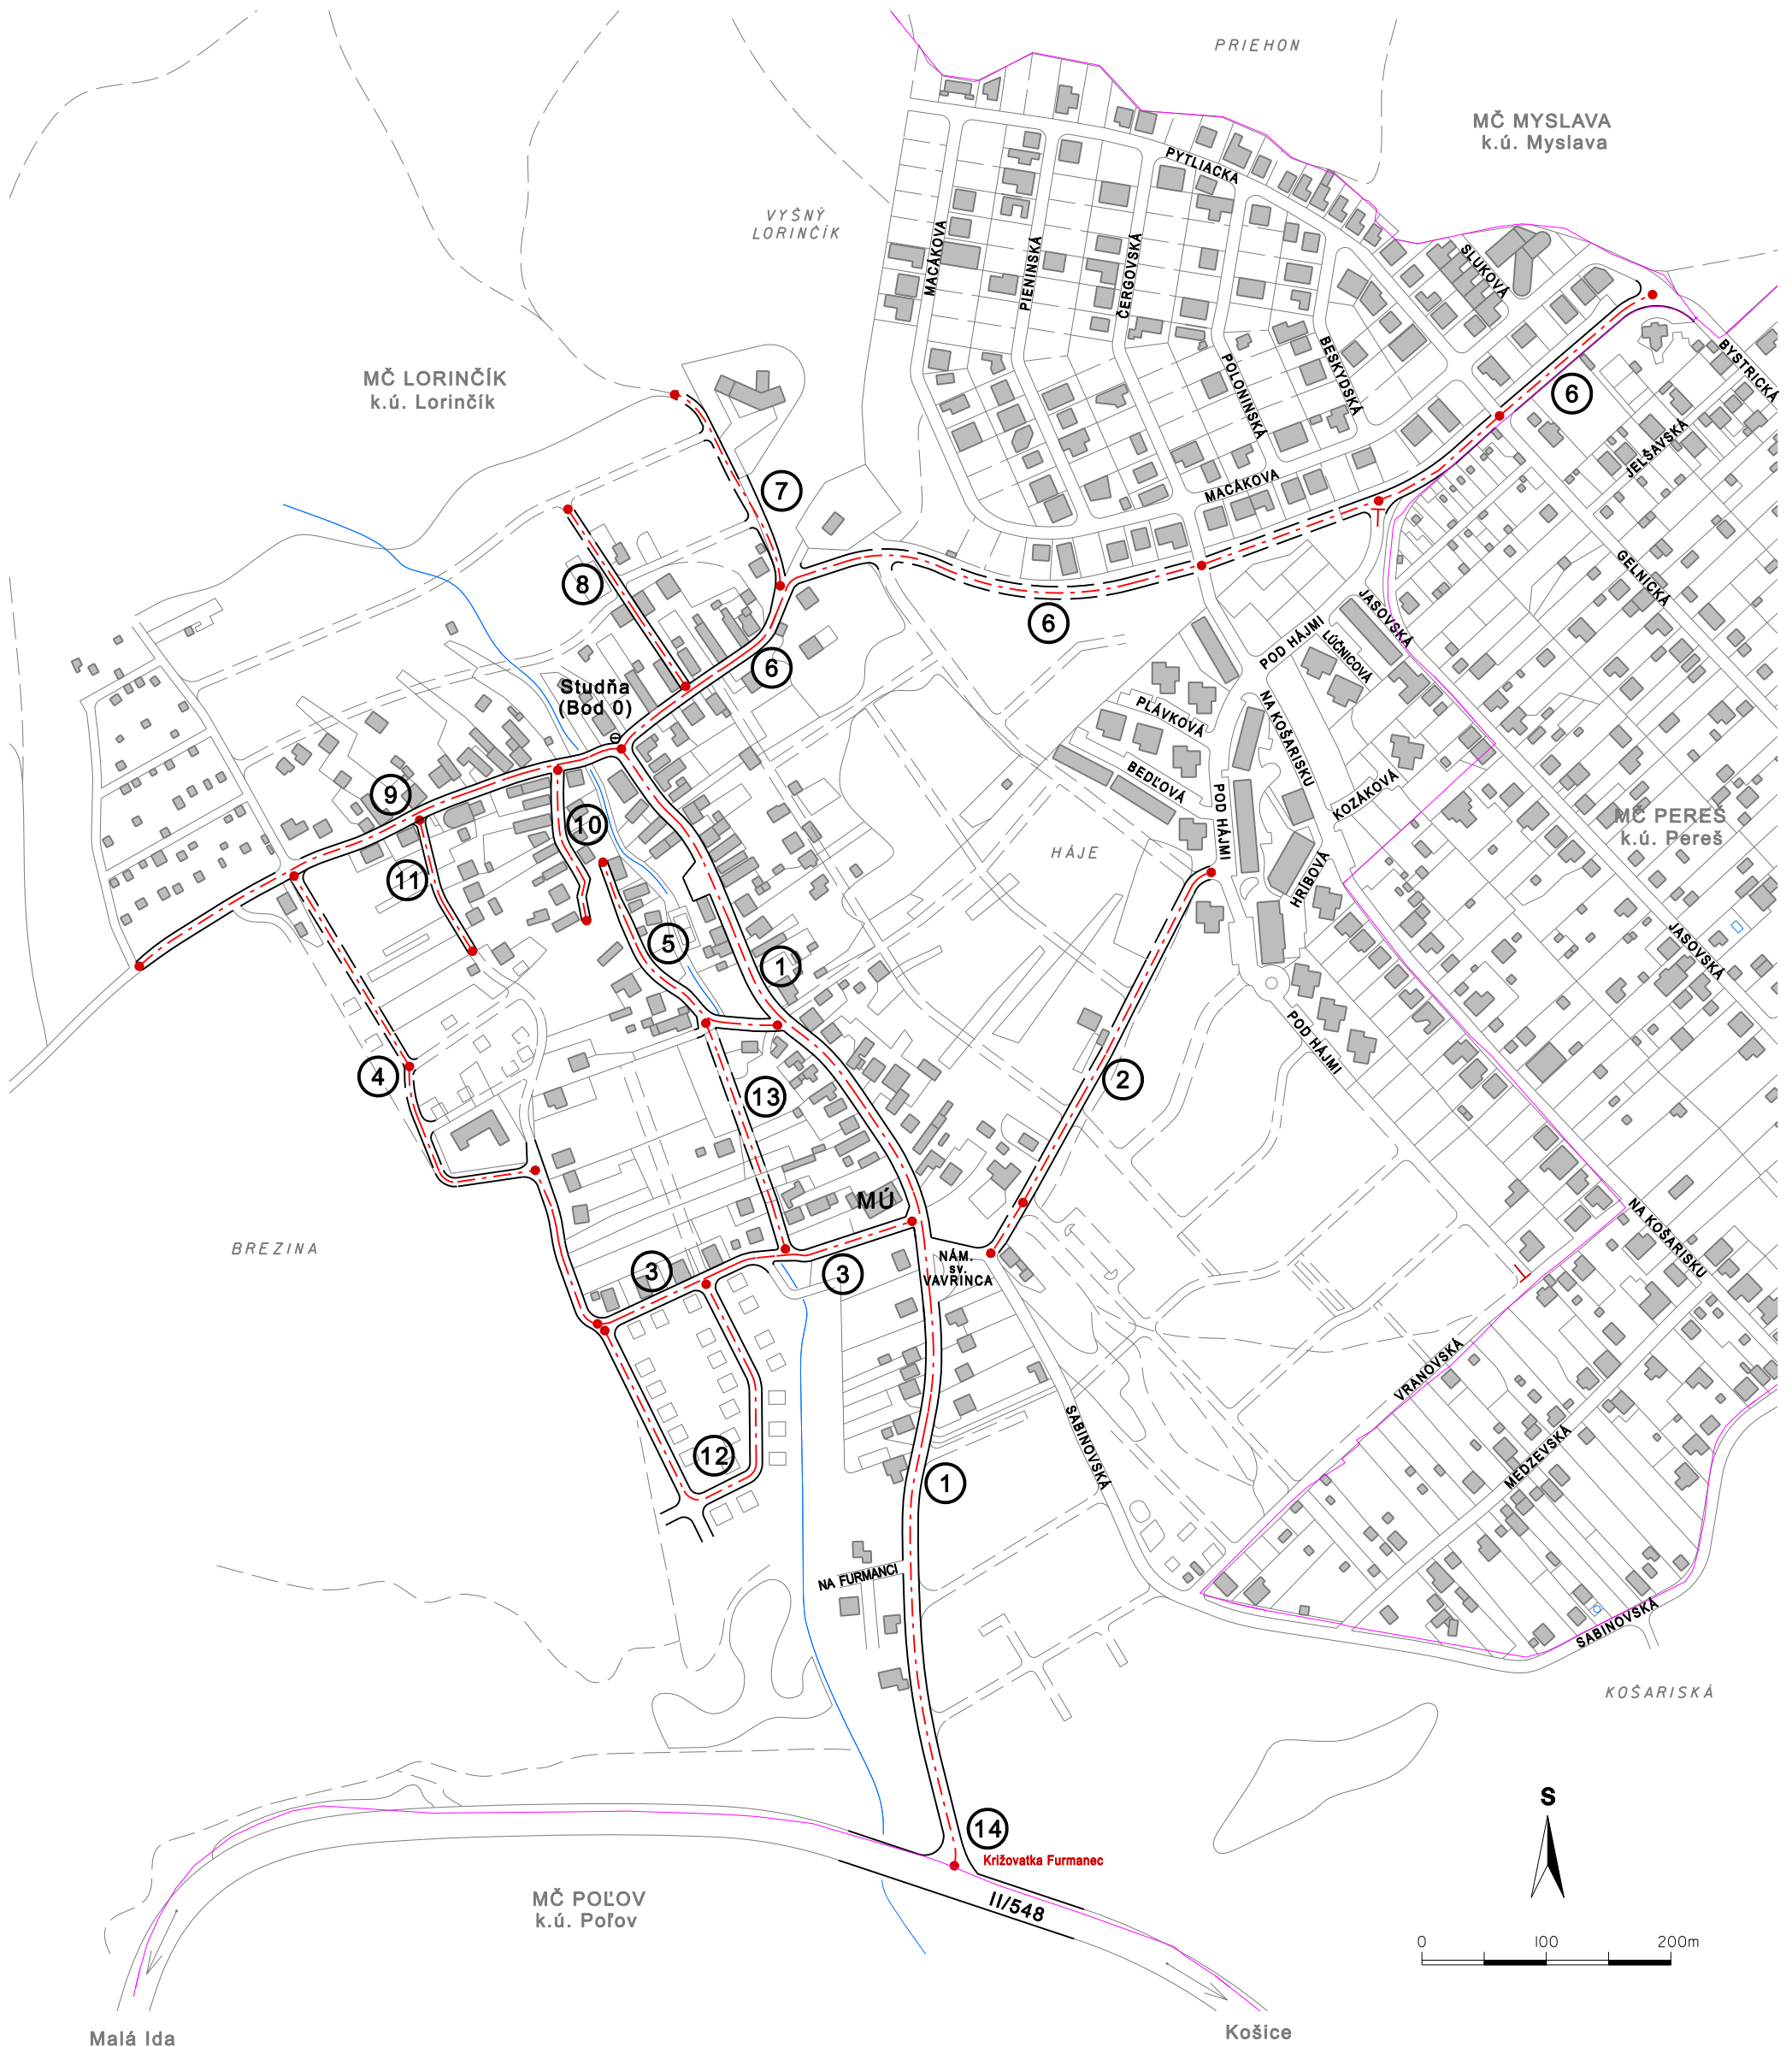 PRIEHON
MČ MYSLAVA
k.ú. Myslava
PYTLIACKA
VYŠNÝ
LORINČÍK
MACÁKOVA
PIENINSKÁ
ČERGOVSKÁ
SLUKOVÁ
BYSTRICKÁ
MČ LORINČÍK
k.ú. Lorinčík
POLONINSKÁ
BESKYDSKÁ
6
JELŠAVSKÁ
7
MACÁKOVA
8
GELNICKÁ
6
JASOVSKÁ
POD HÁJMI
LÚČNICOVÁ
6
Studňa
(Bod 0)
PLÁVKOVÁ
NA KOŠARISKU
BEDĽOVÁ
POD HÁJMI
KOZÁKOVÁ
9
10
MČ PEREŠ
k.ú. Pereš
HÁJE
11
HRÍBOVÁ
5
JASOVSKÁ
1
POD HÁJMI
4
2
13
MÚ
NA KOŠARISKU
BREZINA
3
3
NÁM.
sv.
VAVRINCA
VRANOVSKÁ
SABINOVSKÁ
12
MEDZEVSKÁ
1
NA FURMANCI
SABINOVSKÁ
KOŠARISKÁ
S
14
Križovatka Furmanec
MČ POĽOV
k.ú. Poľov
II/548
0 100 200m
Malá Ida
Košice